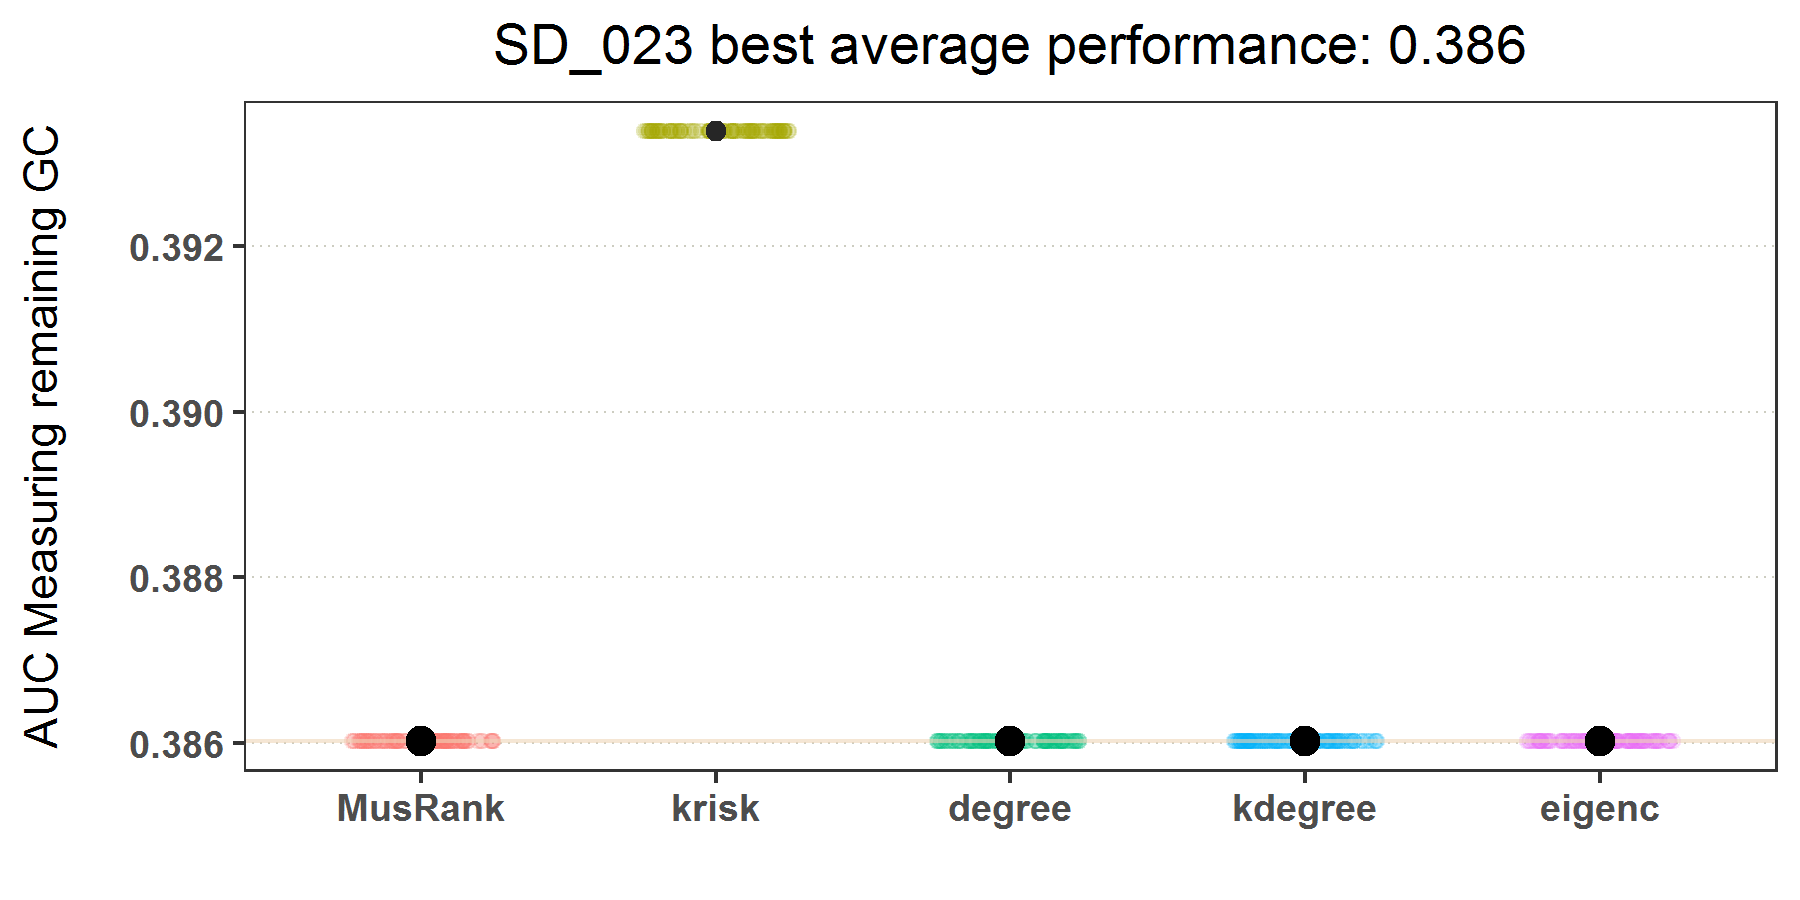 SD_023 best average performance: 0.386
AUC Measuring remaining GC
0.392
0.390
0.388
0.386
MusRank krisk degree kdegree eigenc